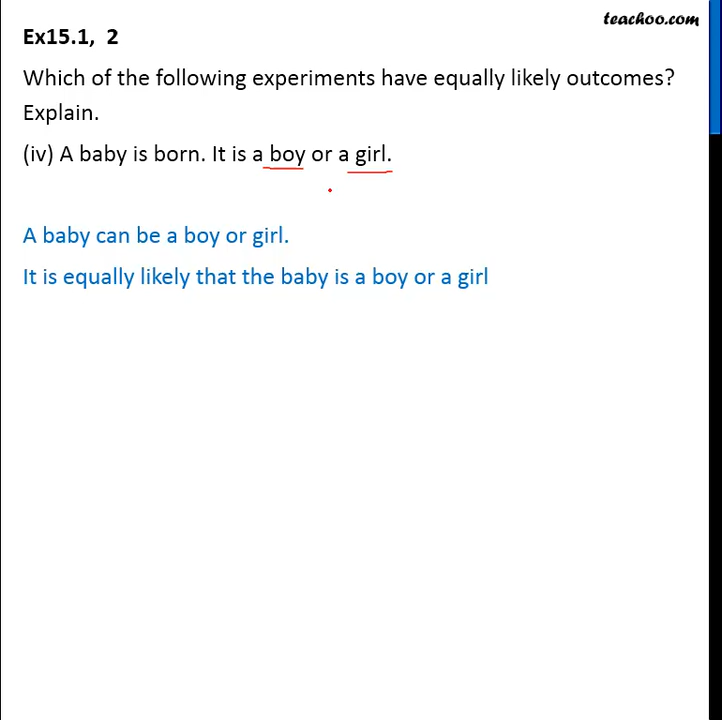 teachoo.com
Ex15.1, 2
Which of the following experiments have equally likely outcomes?
Explain.
(iv) A baby is born. It is a boy or a girl.
A baby can be a boy or girl.
It is equally likely that the baby is a boy or a girl